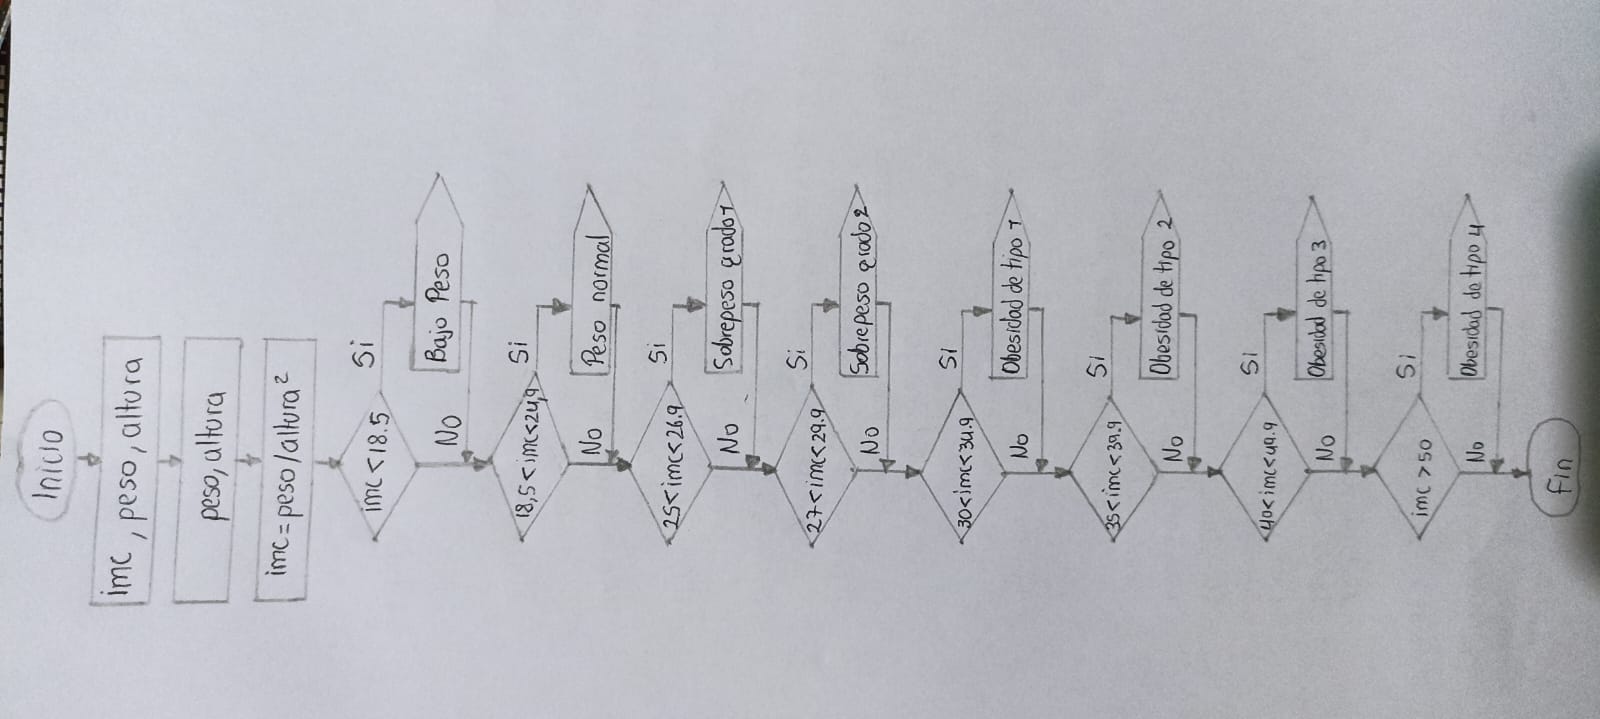 Inicio
imc, peso, altura
peso, altura
imc = peso/altura²
imc < 18.5
Si
Bajo Peso
No
18,5 < imc < 24,9
Si
Peso normal
No
25 < imc < 26.9
Si
Sobrepeso grado 1
No
27 < imc < 29.9
Si
Sobrepeso grado 2
No
30 < imc < 34.9
Si
Obesidad de tipo 1
No
35 < imc < 39.9
Si
Obesidad de tipo 2
No
40 < imc < 49.9
Si
Obesidad de tipo 3
No
imc > 50
Si
Obesidad de tipo 4
No
Fin